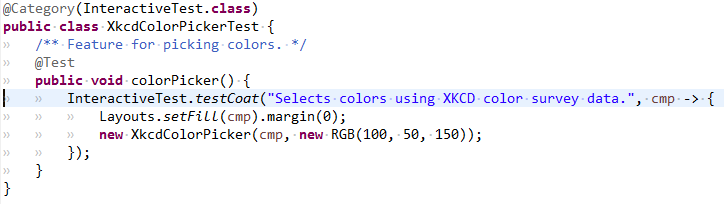 @Category(InteractiveTest.class)
public class XkcdColorPickerTest {
	/** Feature for picking colors. */
	@Test
	public void colorPicker() {
		InteractiveTest.testCoat("Selects colors using XKCD color survey data.", cmp -> {
			Layouts.setFill(cmp).margin(0);
			new XkcdColorPicker(cmp, new RGB(100, 50, 150));
		});
	}
}